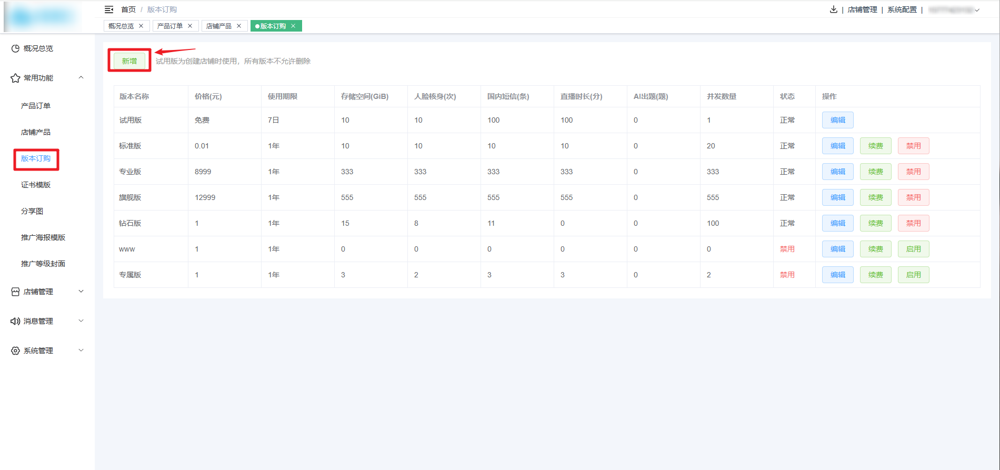 首页 / 版本订购
| 店铺管理 | 系统配置 |
概况总览 × 产品订单 × 店铺产品 × 版本订购 ×
概况总览
常用功能
产品订单
店铺产品
版本订购
证书模版
分享图
推广海报模版
推广等级封面
店铺管理
消息管理
系统管理
新增 试用版为创建店铺时使用，所有版本不允许删除
版本名称 价格(元) 使用期限 存储空间(GiB) 人脸核身(次) 国内短信(条) 直播时长(分) AI出题(题) 并发数量 状态 操作
试用版 免费 7日 10 10 100 100 0 1 正常 编辑
标准版 0.01 1年 10 10 10 10 0 20 正常 编辑 续费 禁用
专业版 8999 1年 333 333 333 333 0 333 正常 编辑 续费 禁用
旗舰版 12999 1年 555 555 555 555 0 555 正常 编辑 续费 禁用
钻石版 1 1年 15 8 11 0 0 100 正常 编辑 续费 禁用
www 1 1年 0 0 0 0 0 0 禁用 编辑 续费 启用
专属版 1 1年 3 2 3 3 0 2 禁用 编辑 续费 启用